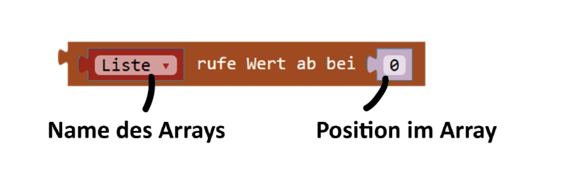 Liste ▾ rufe Wert ab bei 0
Name des Arrays Position im Array